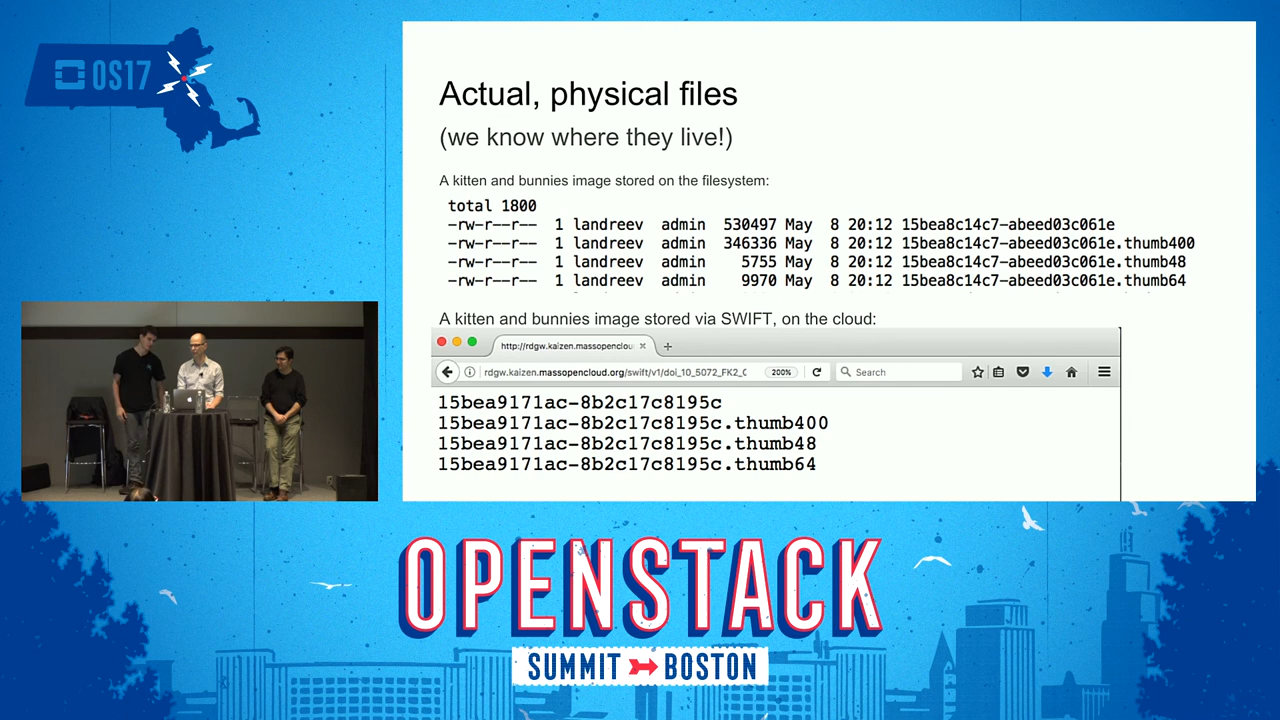 OS17
Actual, physical files
(we know where they live!)
A kitten and bunnies image stored on the filesystem:
total 1800
-rw-r--r-- 1 landreev admin 530497 May 8 20:12 15bea8c14c7-abeed03c061e
-rw-r--r-- 1 landreev admin 346336 May 8 20:12 15bea8c14c7-abeed03c061e.thumb400
-rw-r--r-- 1 landreev admin 5755 May 8 20:12 15bea8c14c7-abeed03c061e.thumb48
-rw-r--r-- 1 landreev admin 9970 May 8 20:12 15bea8c14c7-abeed03c061e.thumb64
A kitten and bunnies image stored via SWIFT, on the cloud:
http://rdgw.kaizen.massopenclou
rdgw.kaizen.massopencloud.org/swift/v1/doi_10_5072_FK2_C 200% Search
15bea9171ac-8b2c17c8195c
15bea9171ac-8b2c17c8195c.thumb400
15bea9171ac-8b2c17c8195c.thumb48
15bea9171ac-8b2c17c8195c.thumb64
OPENSTACK
SUMMIT BOSTON